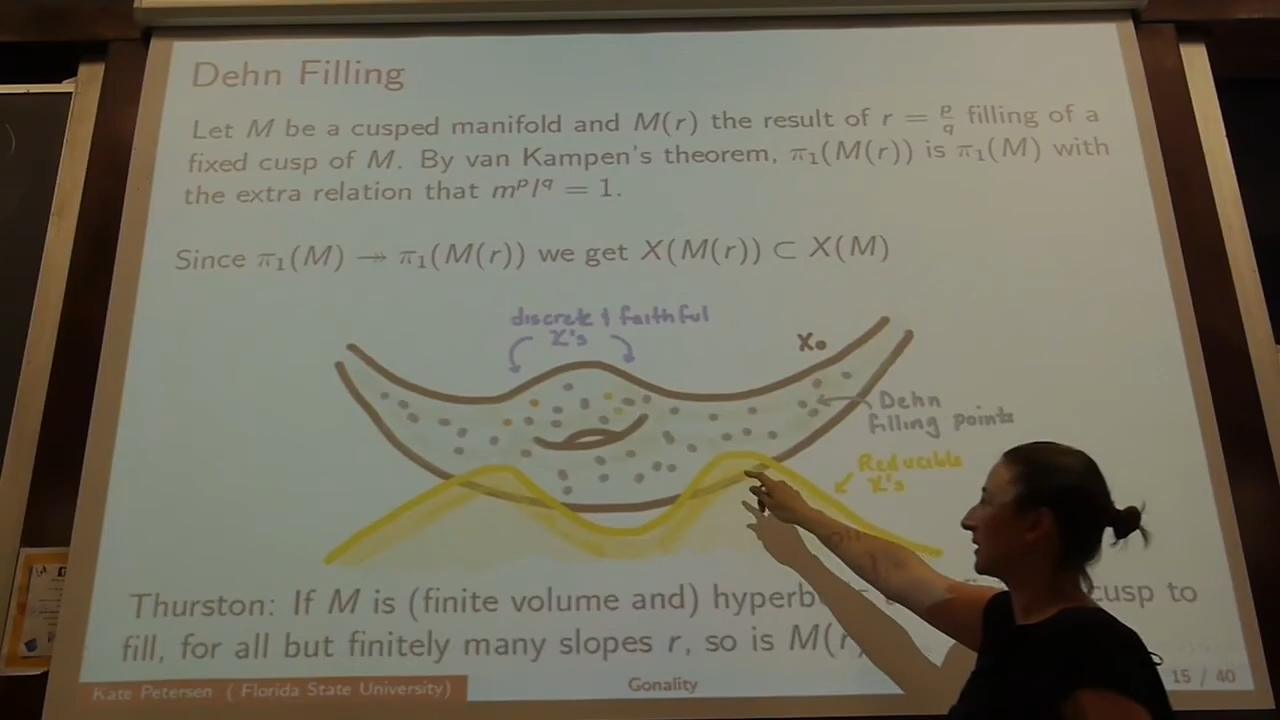 Dehn Filling
Let M be a cusped manifold and M(r) the result of r = p/q filling of a
fixed cusp of M. By van Kampen's theorem, π₁(M(r)) is π₁(M) with
the extra relation that mᵖlᑫ = 1.
Since π₁(M) ↠ π₁(M(r)) we get X(M(r)) ⊂ X(M)
discrete & faithful
χ's
X₀
Dehn
filling points
Reducible
χ's
Thurston: If M is (finite volume and) cusp to
fill, for all but finitely many slopes r, so is
Kate Petersen ( Florida State University)
Gonality
15 / 40